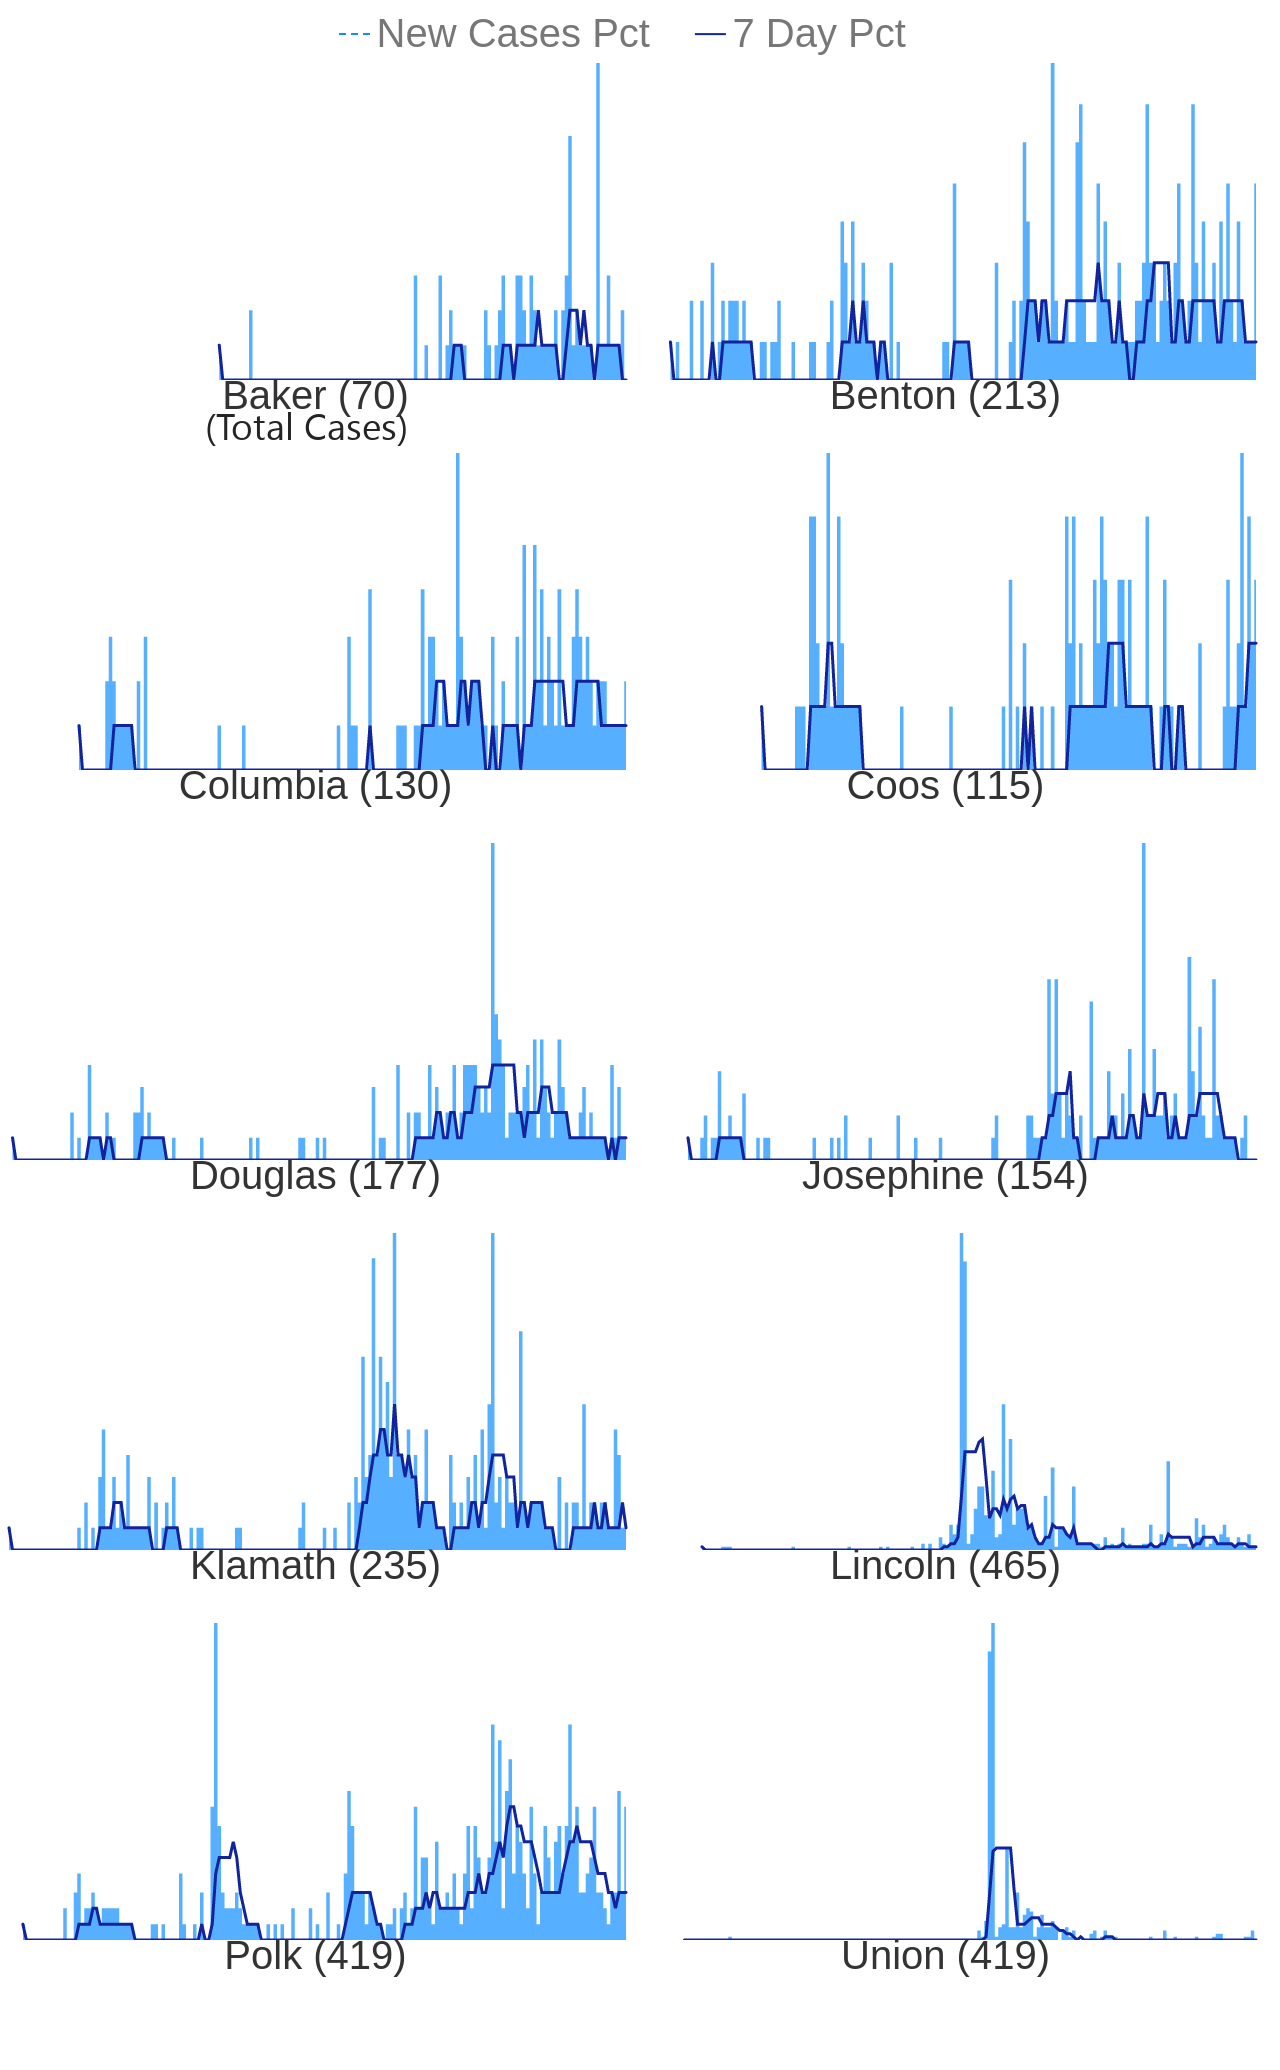 New Cases Pct 7 Day Pct
Baker (70) Benton (213)
(Total Cases)
Columbia (130) Coos (115)
Douglas (177) Josephine (154)
Klamath (235) Lincoln (465)
Polk (419) Union (419)